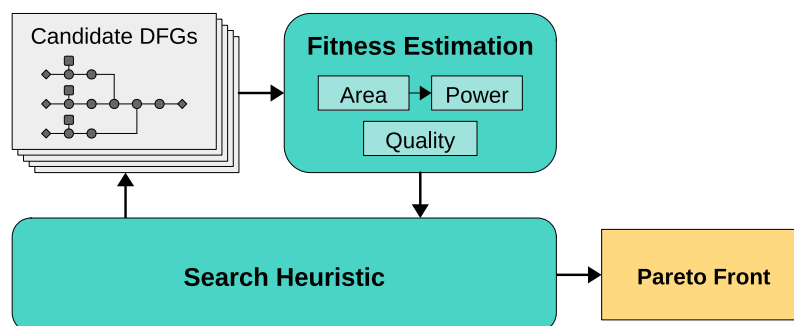 Candidate DFGs
Fitness Estimation
Area
Power
Quality
Search Heuristic
Pareto Front